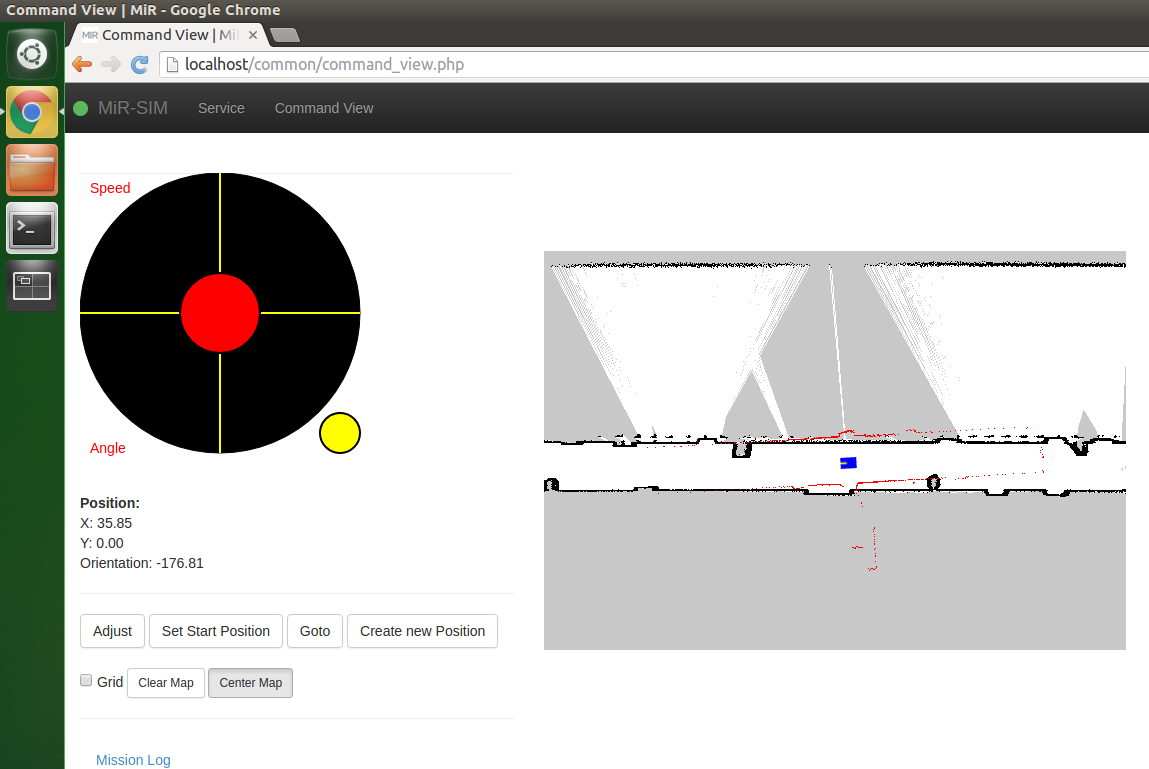 Command View | MiR - Google Chrome
MiR Command View | Mi
localhost/common/command_view.php
MiR-SIM Service Command View
Speed
Angle
Position:
X: 35.85
Y: 0.00
Orientation: -176.81
Adjust Set Start Position Goto Create new Position
Grid Clear Map Center Map
Mission Log